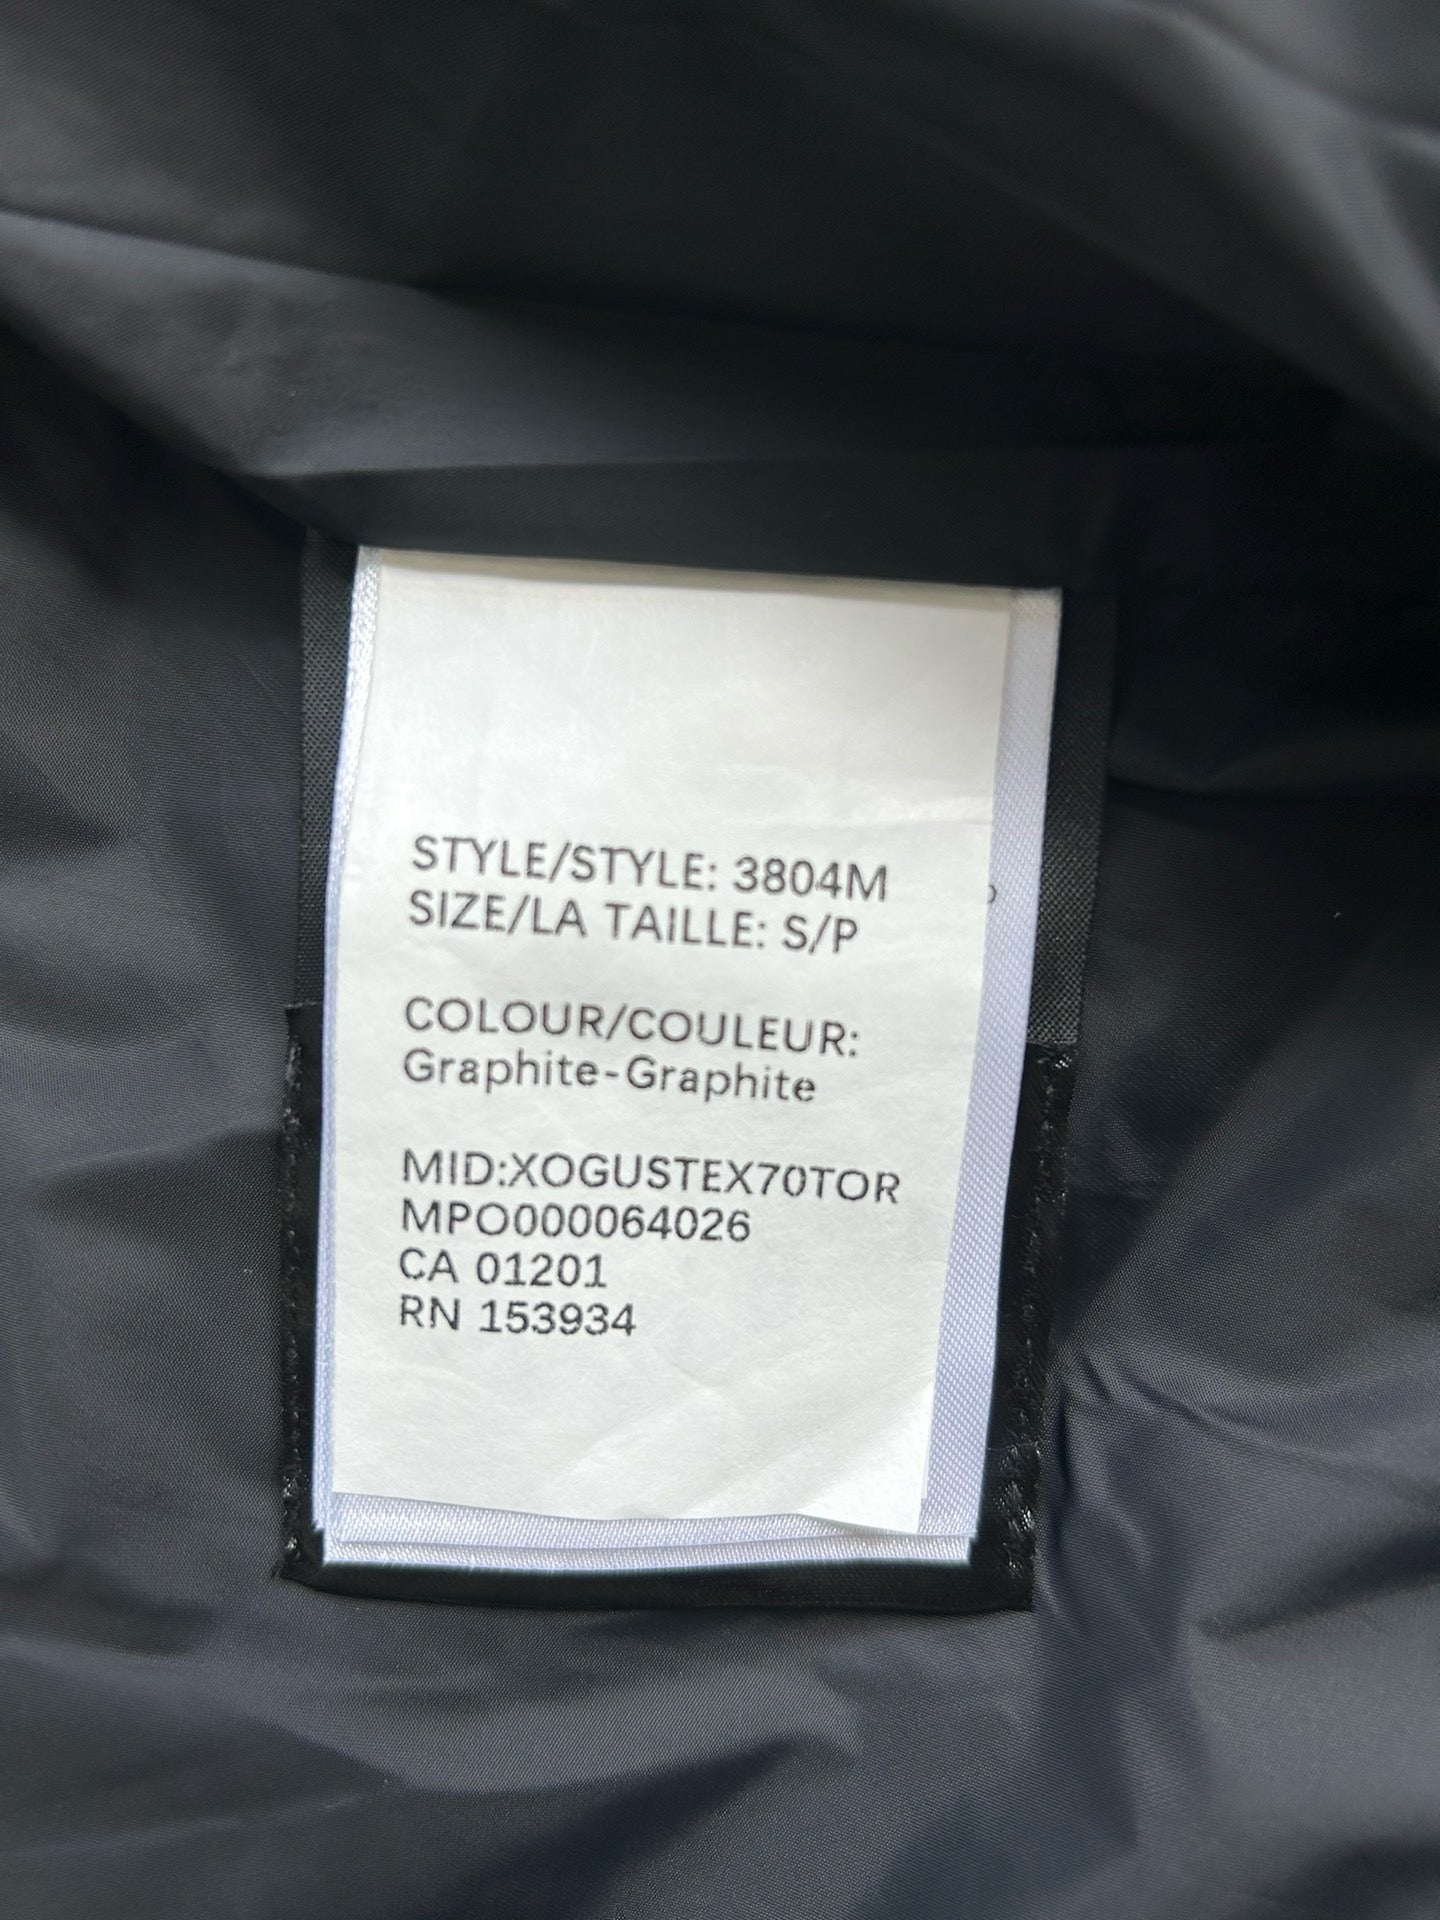 STYLE/STYLE: 3804M
SIZE/LA TAILLE: S/P
COLOUR/COULEUR:
Graphite-Graphite
MID:XOGUSTEX70TOR
MPO000064026
CA 01201
RN 153934